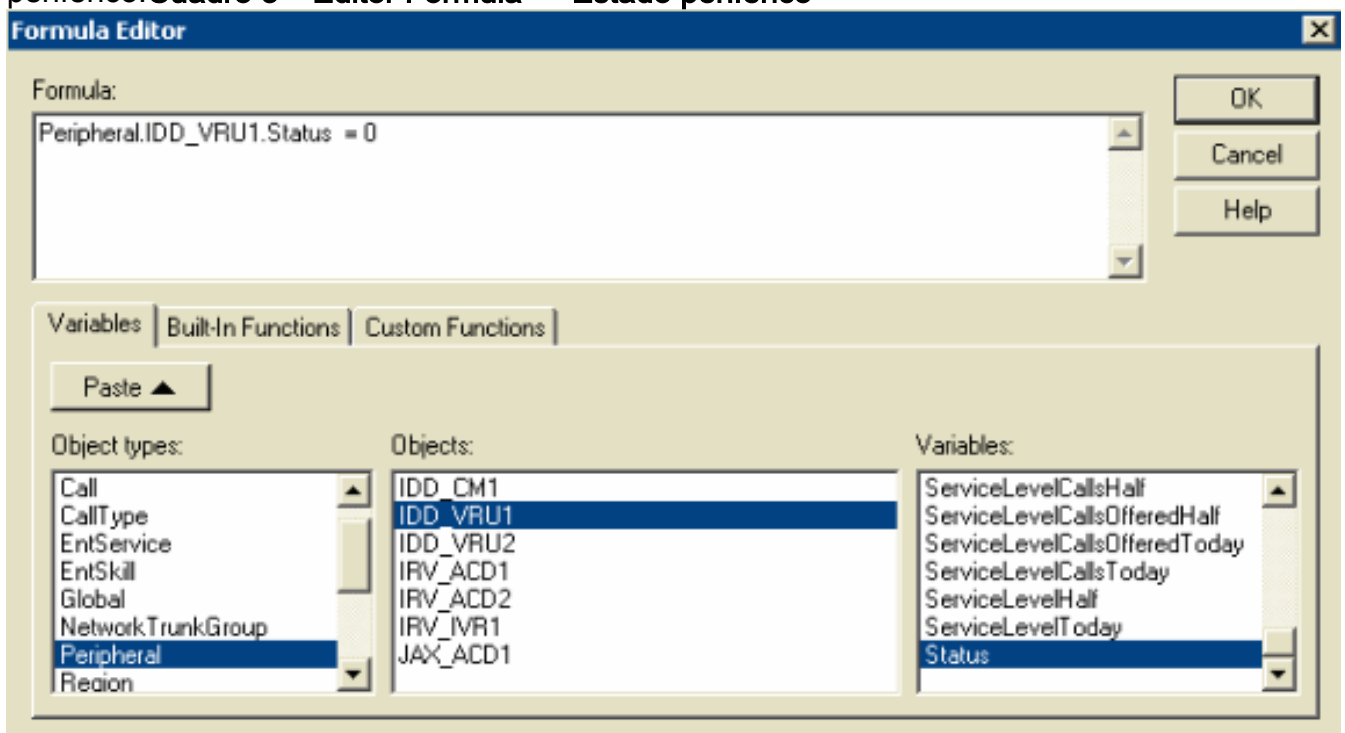 Formula Editor
Formula:
OK
Peripheral.IDD_VRU1.Status = 0
Cancel
Help
Variables
Built-In Functions
Custom Functions
Paste
Object types:
Objects:
Variables:
Call
CallType
EntService
EntSkill
Global
NetworkTrunkGroup
Peripheral
Region
IDD_CM1
IDD_VRU1
IDD_VRU2
IRV_ACD1
IRV_ACD2
IRV_IVR1
JAX_ACD1
ServiceLevelCallsHalf
ServiceLevelCallsOfferedHalf
ServiceLevelCallsOfferedToday
ServiceLevelCallsToday
ServiceLevelHalf
ServiceLevelToday
Status